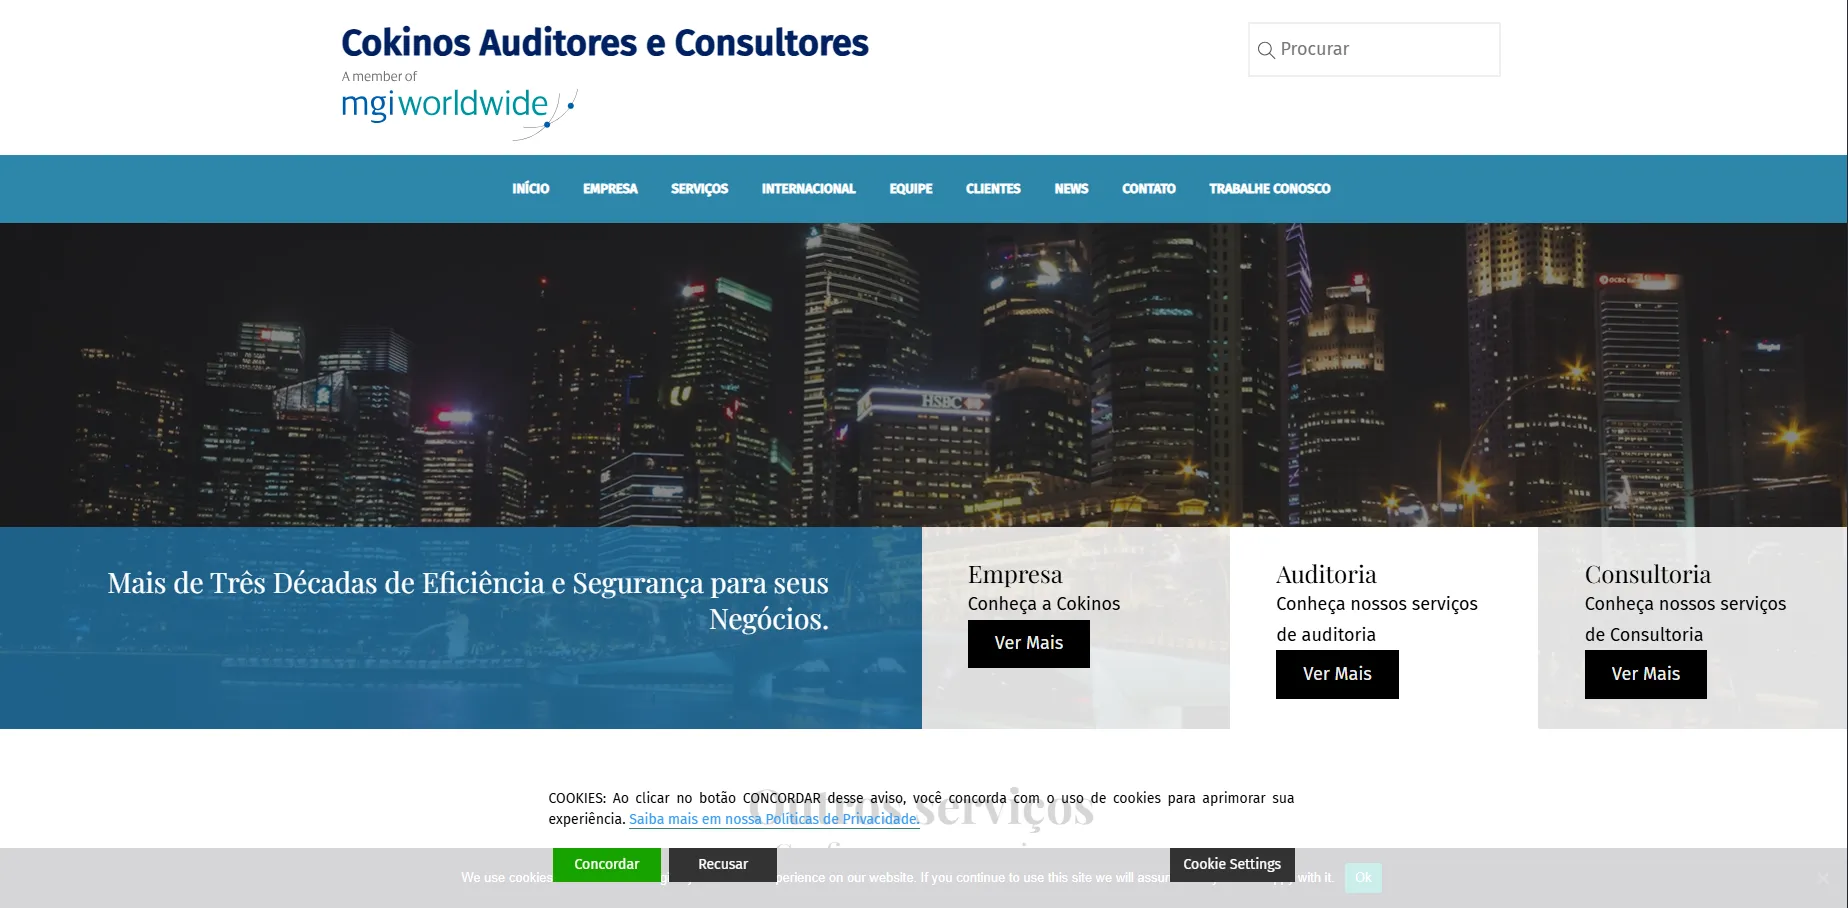 Cokinos Auditores e Consultores
A member of
mgiworldwide
Procurar
INÍCIO EMPRESA SERVIÇOS INTERNACIONAL EQUIPE CLIENTES NEWS CONTATO TRABALHE CONOSCO
HSBC
OCBC Bank
Mais de Três Décadas de Eficiência e Segurança para seus
Negócios.
Empresa
Conheça a Cokinos
Ver Mais
Auditoria
Conheça nossos serviços
de auditoria
Ver Mais
Consultoria
Conheça nossos serviços
de Consultoria
Ver Mais
Outros serviços
COOKIES: Ao clicar no botão CONCORDAR desse aviso, você concorda com o uso de cookies para aprimorar sua
experiência. Saiba mais em nossa Políticas de Privacidade.
Concordar Recusar Cookie Settings
We use cookies experience on our website. If you continue to use this site we will with it. Ok